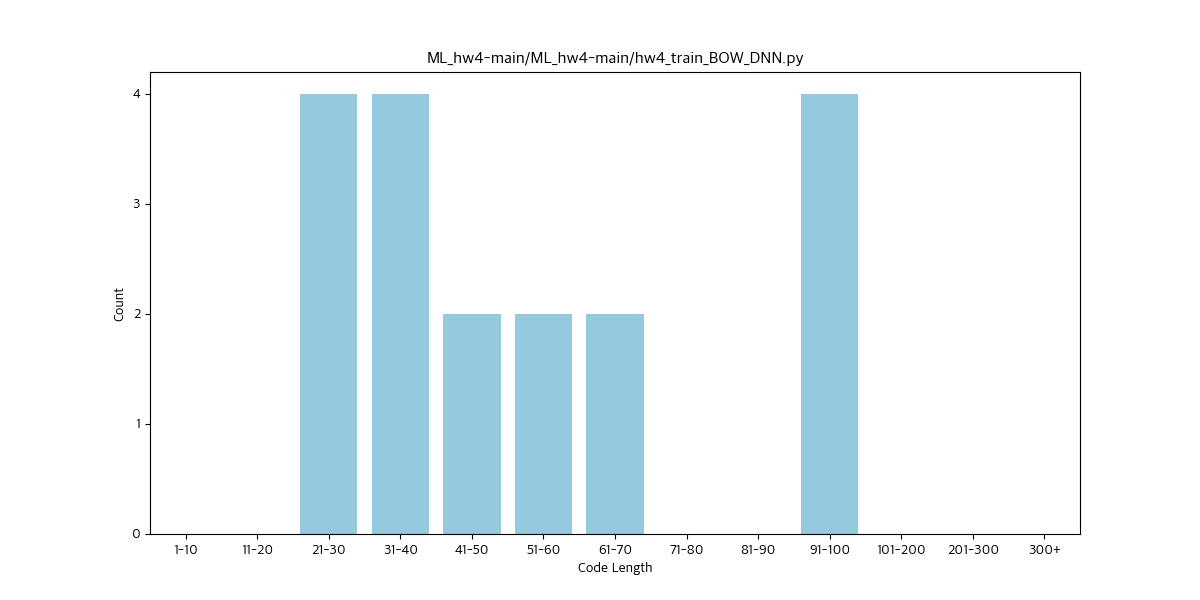 ML_hw4-main/ML_hw4-main/hw4_train_BOW_DNN.py
4
3
2
1
0
Count
1-10 11-20 21-30 31-40 41-50 51-60 61-70 71-80 81-90 91-100 101-200 201-300 300+
Code Length